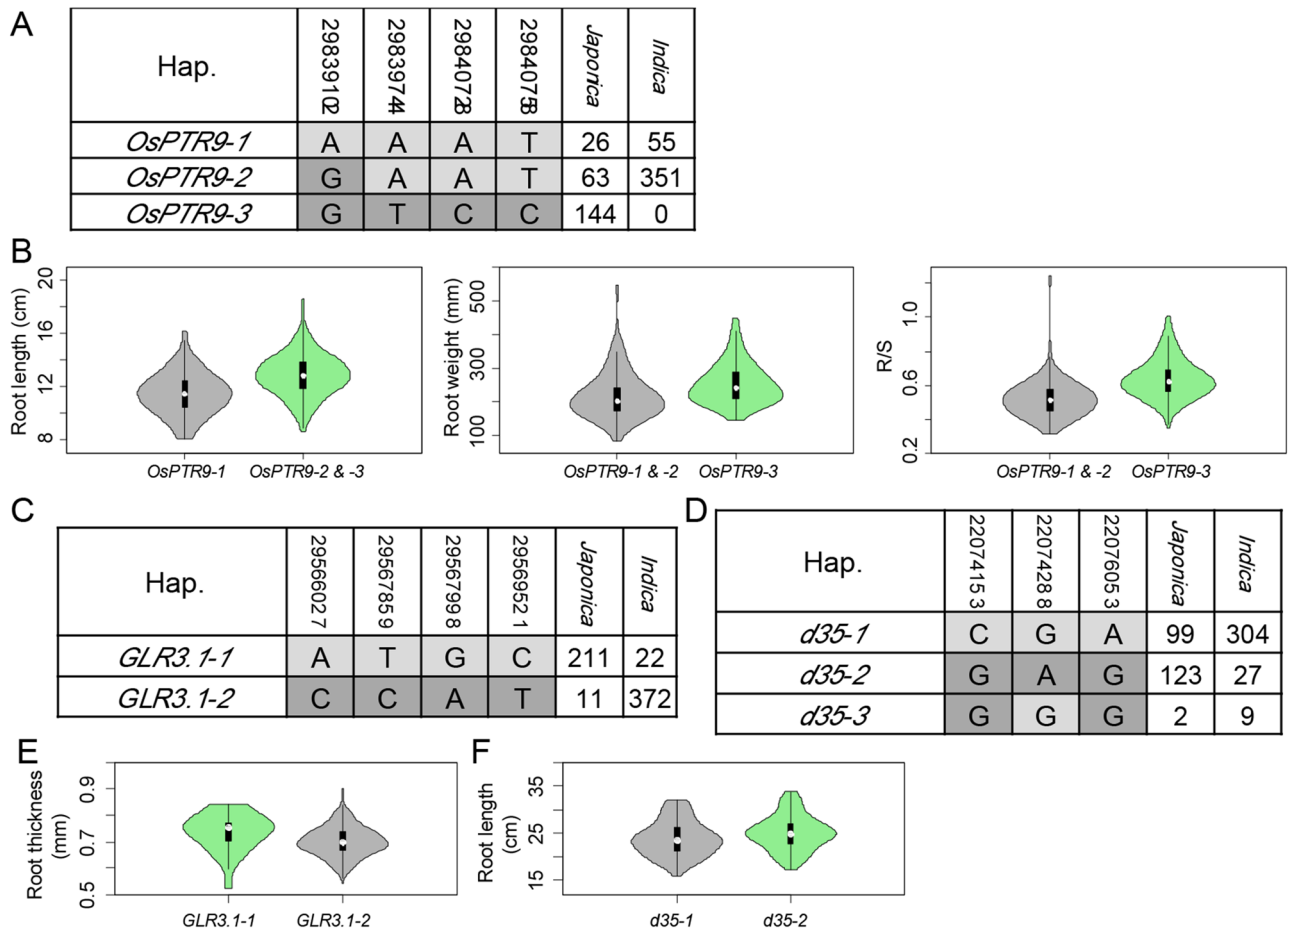 A
Hap. 29839102 29839744 29840728 29840758 Japonica Indica
OsPTR9-1 A A A T 26 55
OsPTR9-2 G A A T 63 351
OsPTR9-3 G T C C 144 0
B
Root length (cm)
20
16
12
8
OsPTR9-1 OsPTR9-2 & -3
Root weight (mm)
500
300
100
OsPTR9-1 & -2 OsPTR9-3
R/S
1.0
0.6
0.2
OsPTR9-1 & -2 OsPTR9-3
C
Hap. 29566027 29567859 29567998 29569521 Japonica Indica
GLR3.1-1 A T G C 211 22
GLR3.1-2 C C A T 11 372
D
Hap. 22074153 22074288 22076053 Japonica Indica
d35-1 C G A 99 304
d35-2 G A G 123 27
d35-3 G G G 2 9
E
Root thickness
(mm)
0.9
0.7
0.5
GLR3.1-1 GLR3.1-2
F
Root length
(cm)
35
25
15
d35-1 d35-2